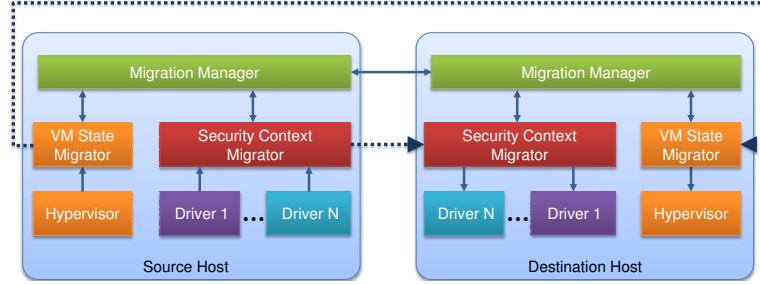 Migration Manager
VM State
Migrator
Security Context
Migrator
Hypervisor
Driver 1
...
Driver N
Source Host
Migration Manager
Security Context
Migrator
VM State
Migrator
Driver N
...
Driver 1
Hypervisor
Destination Host